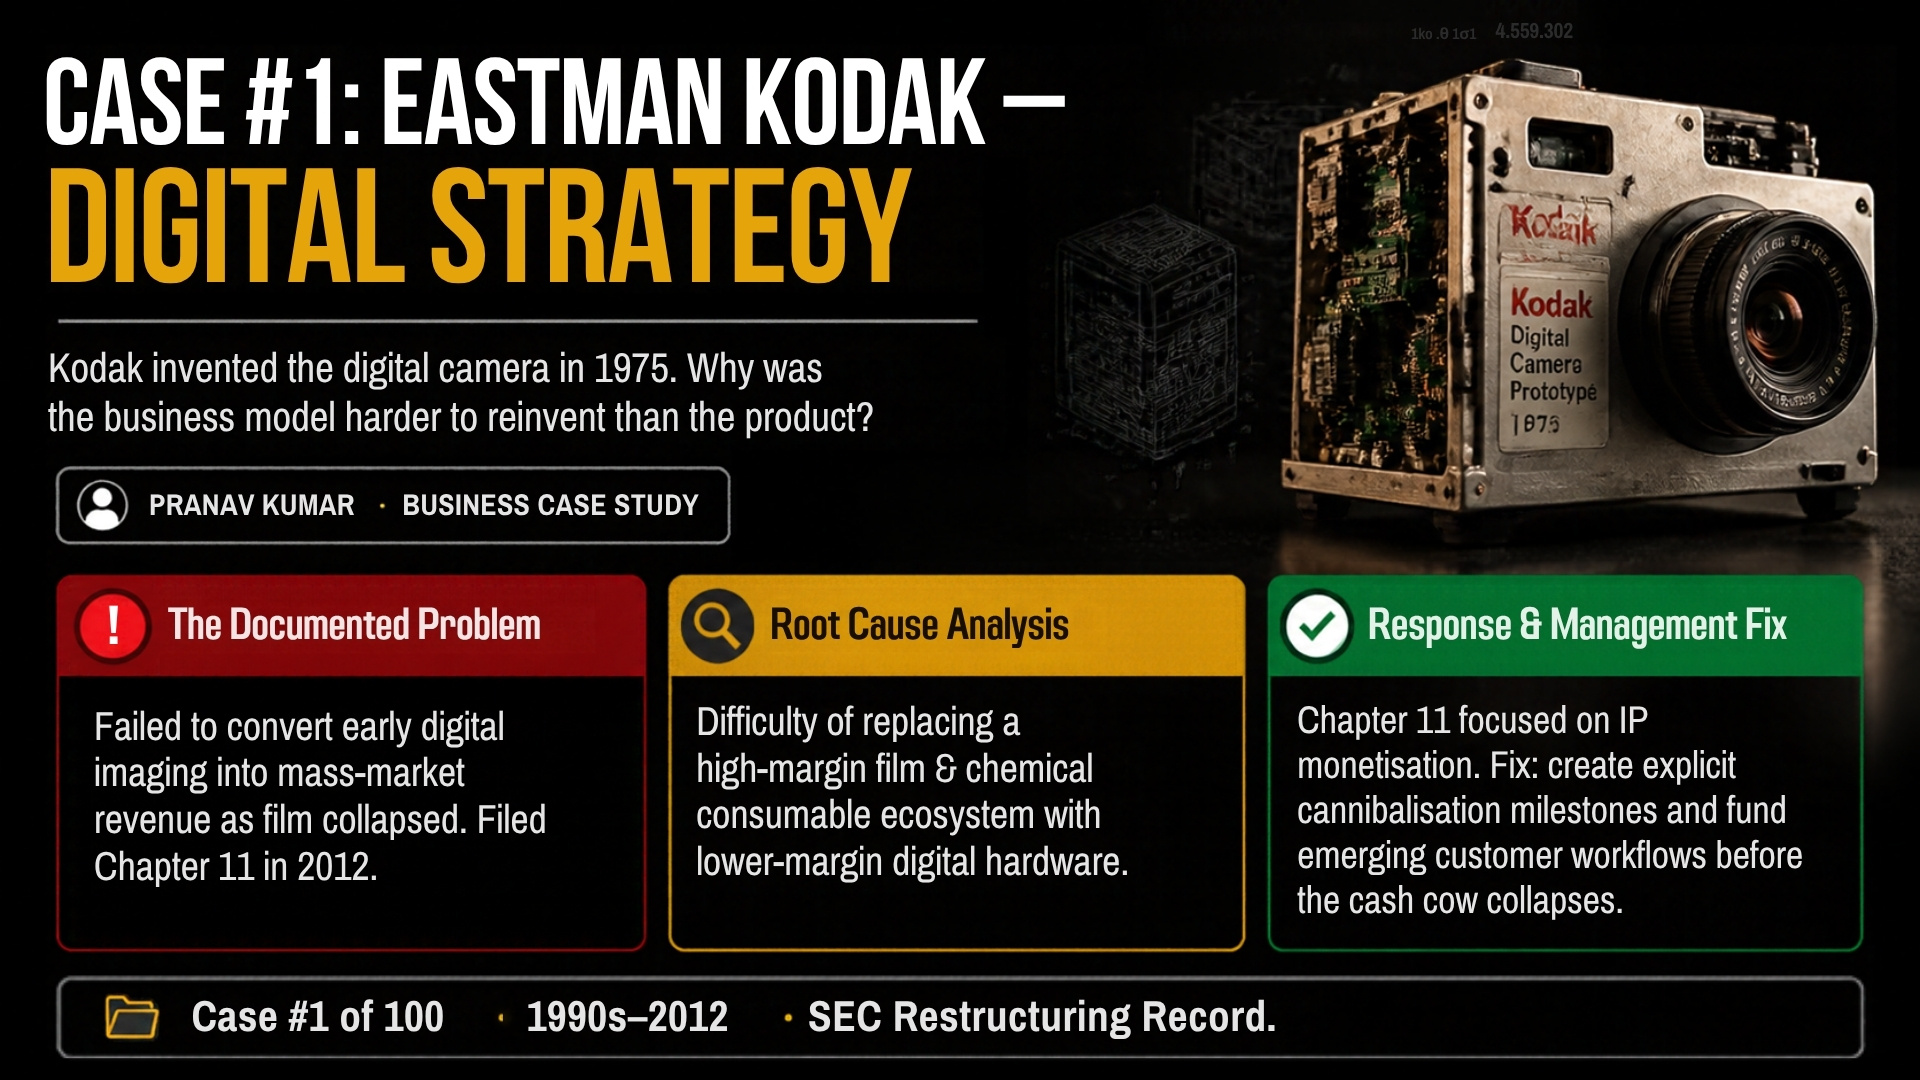 4.559.302
CASE #1: EASTMAN KODAK —
DIGITAL STRATEGY
Kodak invented the digital camera in 1975. Why was
the business model harder to reinvent than the product?
PRANAV KUMAR · BUSINESS CASE STUDY
Kodak
Kodak
Digital
Camera
Prototype
The Documented Problem
Failed to convert early digital
imaging into mass-market
revenue as film collapsed. Filed
Chapter 11 in 2012.
Root Cause Analysis
Difficulty of replacing a
high-margin film & chemical
consumable ecosystem with
lower-margin digital hardware.
Response & Management Fix
Chapter 11 focused on IP
monetisation. Fix: create explicit
cannibalisation milestones and fund
emerging customer workflows before
the cash cow collapses.
Case #1 of 100 · 1990s–2012 · SEC Restructuring Record.